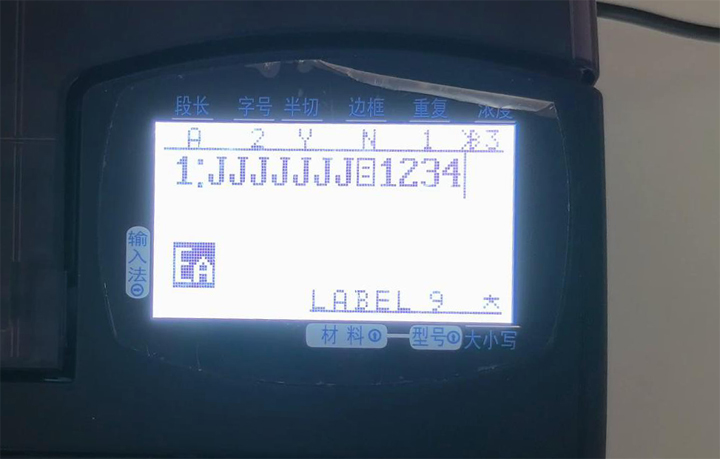 段长 字号 半切 边框 重复 浓度
A 2 Y N 1 *3
1:JJJJJJJ日1234
输入法
EA
LABEL 9 *
材料 型号 大小写